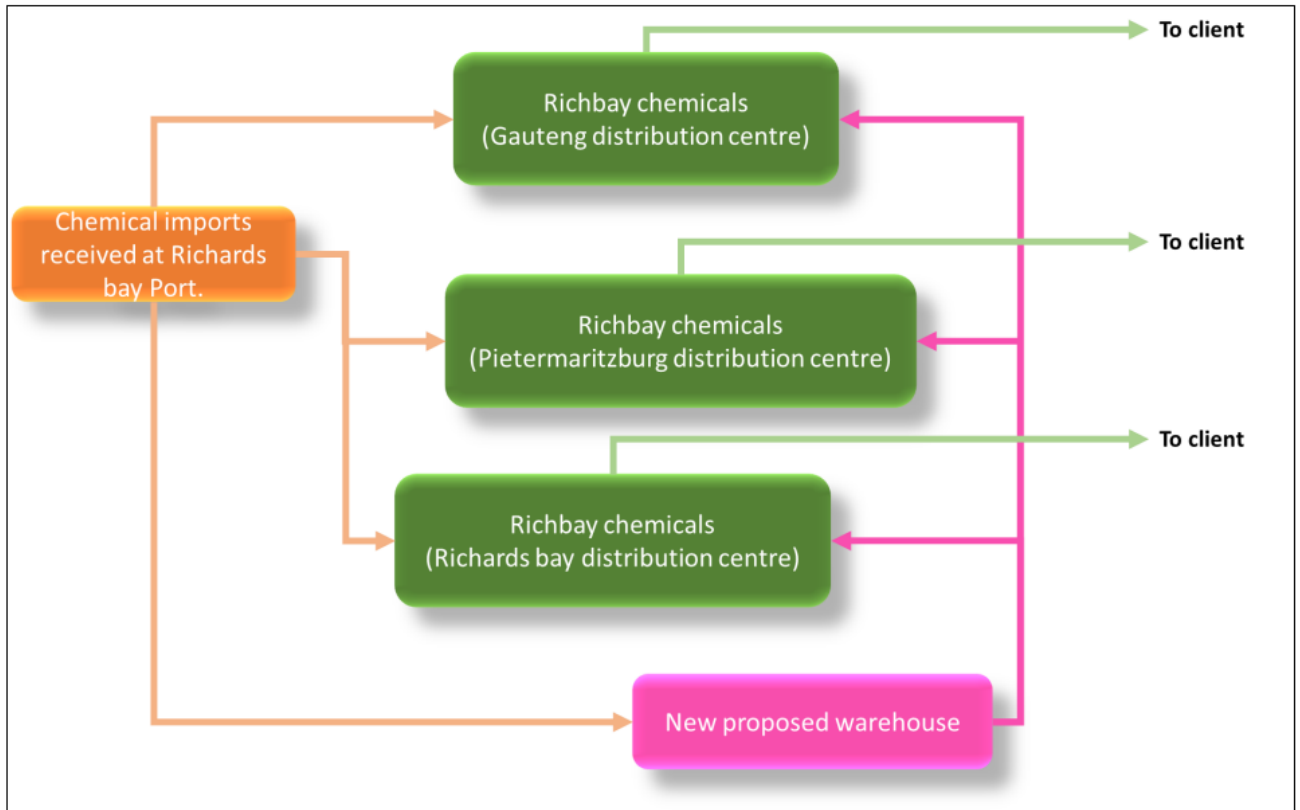 To client
Richbay chemicals
(Gauteng distribution centre)
Chemical imports
received at Richards
bay Port.
To client
Richbay chemicals
(Pietermaritzburg distribution centre)
To client
Richbay chemicals
(Richards bay distribution centre)
New proposed warehouse